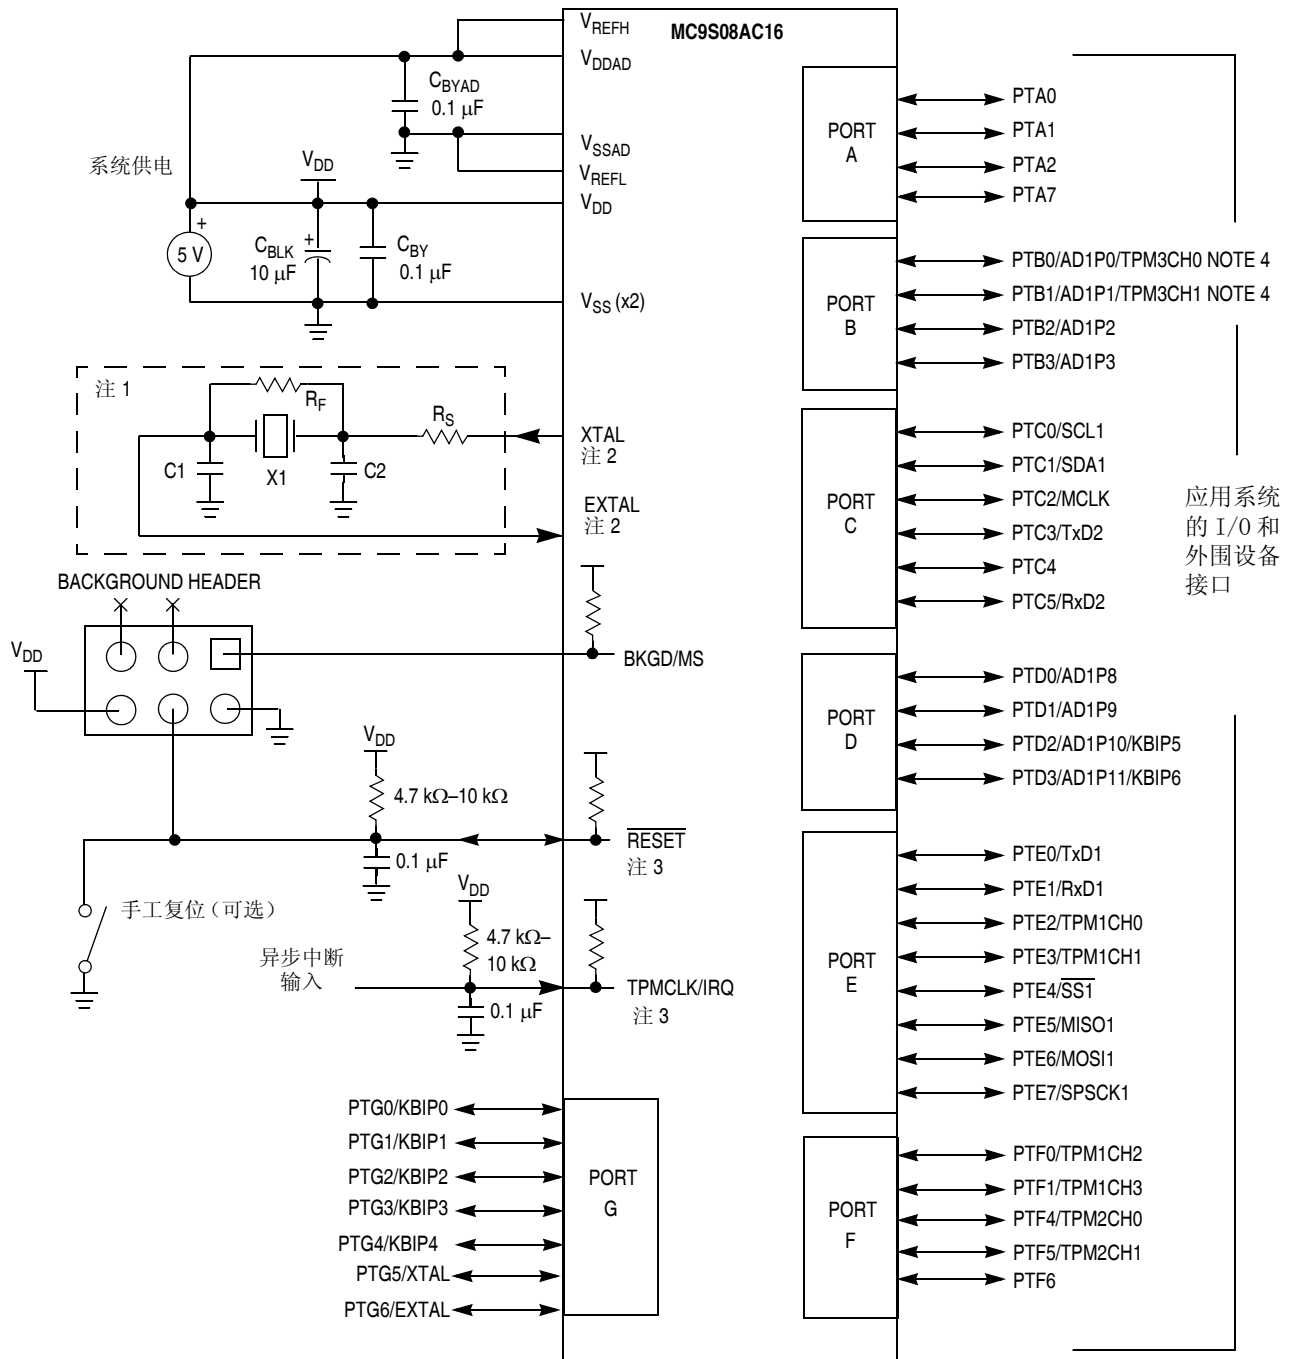 MC9S08AC16
VREFH
VDDAD
CBYAD
0.1 μF
VSSAD
VREFL
系统供电
VDD
VDD
+
5 V
CBLK
+
10 μF
CBY
0.1 μF
VSS (x2)
注 1
RF
RS
C1
X1
C2
XTAL
注 2
EXTAL
注 2
BACKGROUND HEADER
VDD
BKGD/MS
VDD
4.7 kΩ–10 kΩ
0.1 μF
RESET
注 3
手工复位（可选）
VDD
4.7 kΩ–
10 kΩ
异步中断
输入
0.1 μF
TPMCLK/IRQ
注 3
PTG0/KBIP0
PTG1/KBIP1
PTG2/KBIP2
PTG3/KBIP3
PTG4/KBIP4
PTG5/XTAL
PTG6/EXTAL
PORT
G
PORT
A
PTA0
PTA1
PTA2
PTA7
PORT
B
PTB0/AD1P0/TPM3CH0 NOTE 4
PTB1/AD1P1/TPM3CH1 NOTE 4
PTB2/AD1P2
PTB3/AD1P3
PORT
C
PTC0/SCL1
PTC1/SDA1
PTC2/MCLK
PTC3/TxD2
PTC4
PTC5/RxD2
应用系统
的 I/O 和
外围设备
接口
PORT
D
PTD0/AD1P8
PTD1/AD1P9
PTD2/AD1P10/KBIP5
PTD3/AD1P11/KBIP6
PORT
E
PTE0/TxD1
PTE1/RxD1
PTE2/TPM1CH0
PTE3/TPM1CH1
PTE4/SS1
PTE5/MISO1
PTE6/MOSI1
PTE7/SPSCK1
PORT
F
PTF0/TPM1CH2
PTF1/TPM1CH3
PTF4/TPM2CH0
PTF5/TPM2CH1
PTF6